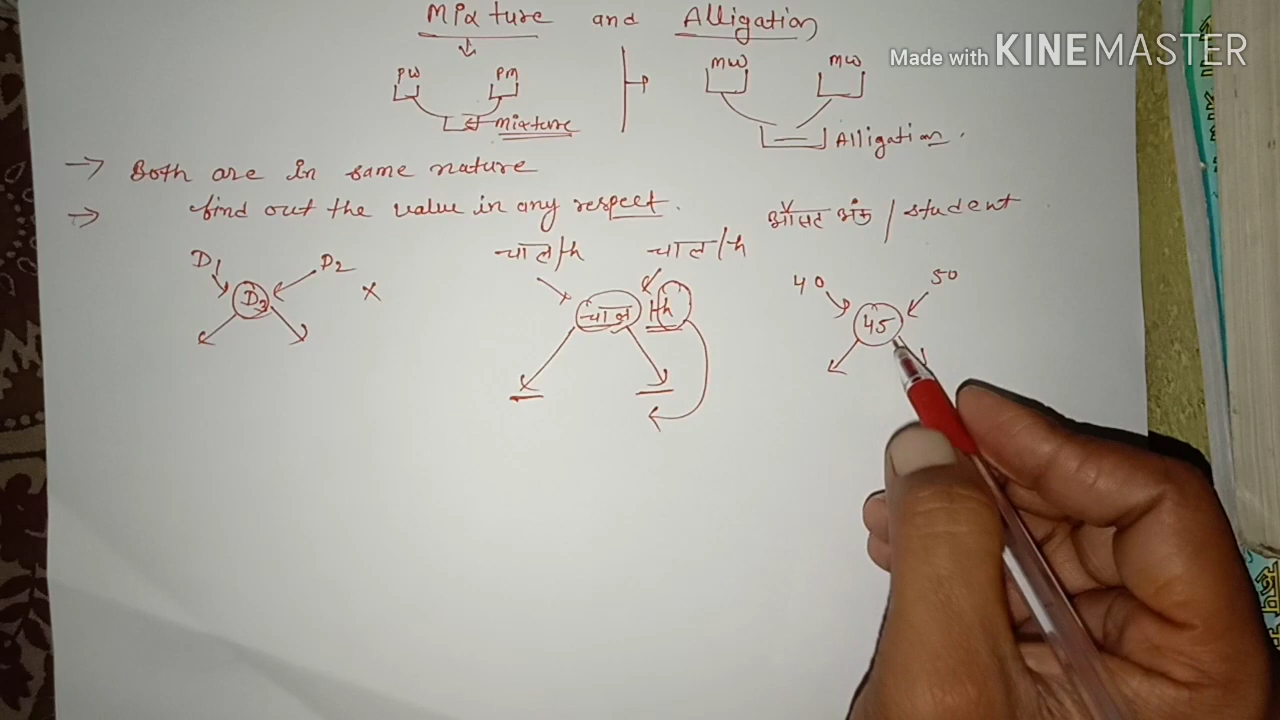 Mixture and Alligation
Made with KINEMASTER
PW PM MW MW
Mixture
Alligation.
→ Both are in same nature
→ find out the value in any respect.
औसत अंक / student
चाल/h चाल/h
D1 D2
D3 x
चाल h
40 50
45